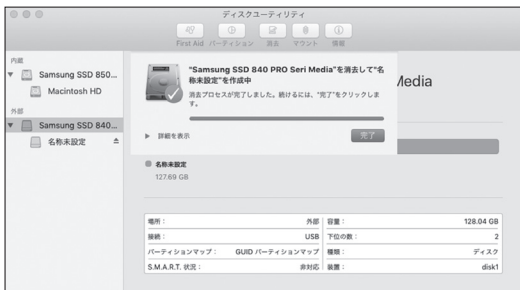 ディスクユーティリティ
First Aid パーティション 消去 マウント 情報
内蔵
Samsung SSD 850...
Macintosh HD
外部
Samsung SSD 840...
名称未設定
"Samsung SSD 840 PRO Seri Media"を消去して"名
称未設定"を作成中
消去プロセスが完了しました。続けるには、"完了"をクリックしま
す。
詳細を表示
完了
Media
名称未設定
127.69 GB
場所： 外部 容量： 128.04 GB
接続： USB 下位の数： 2
パーティションマップ： GUID パーティションマップ 種類： ディスク
S.M.A.R.T. 状況： 非対応 装置： disk1